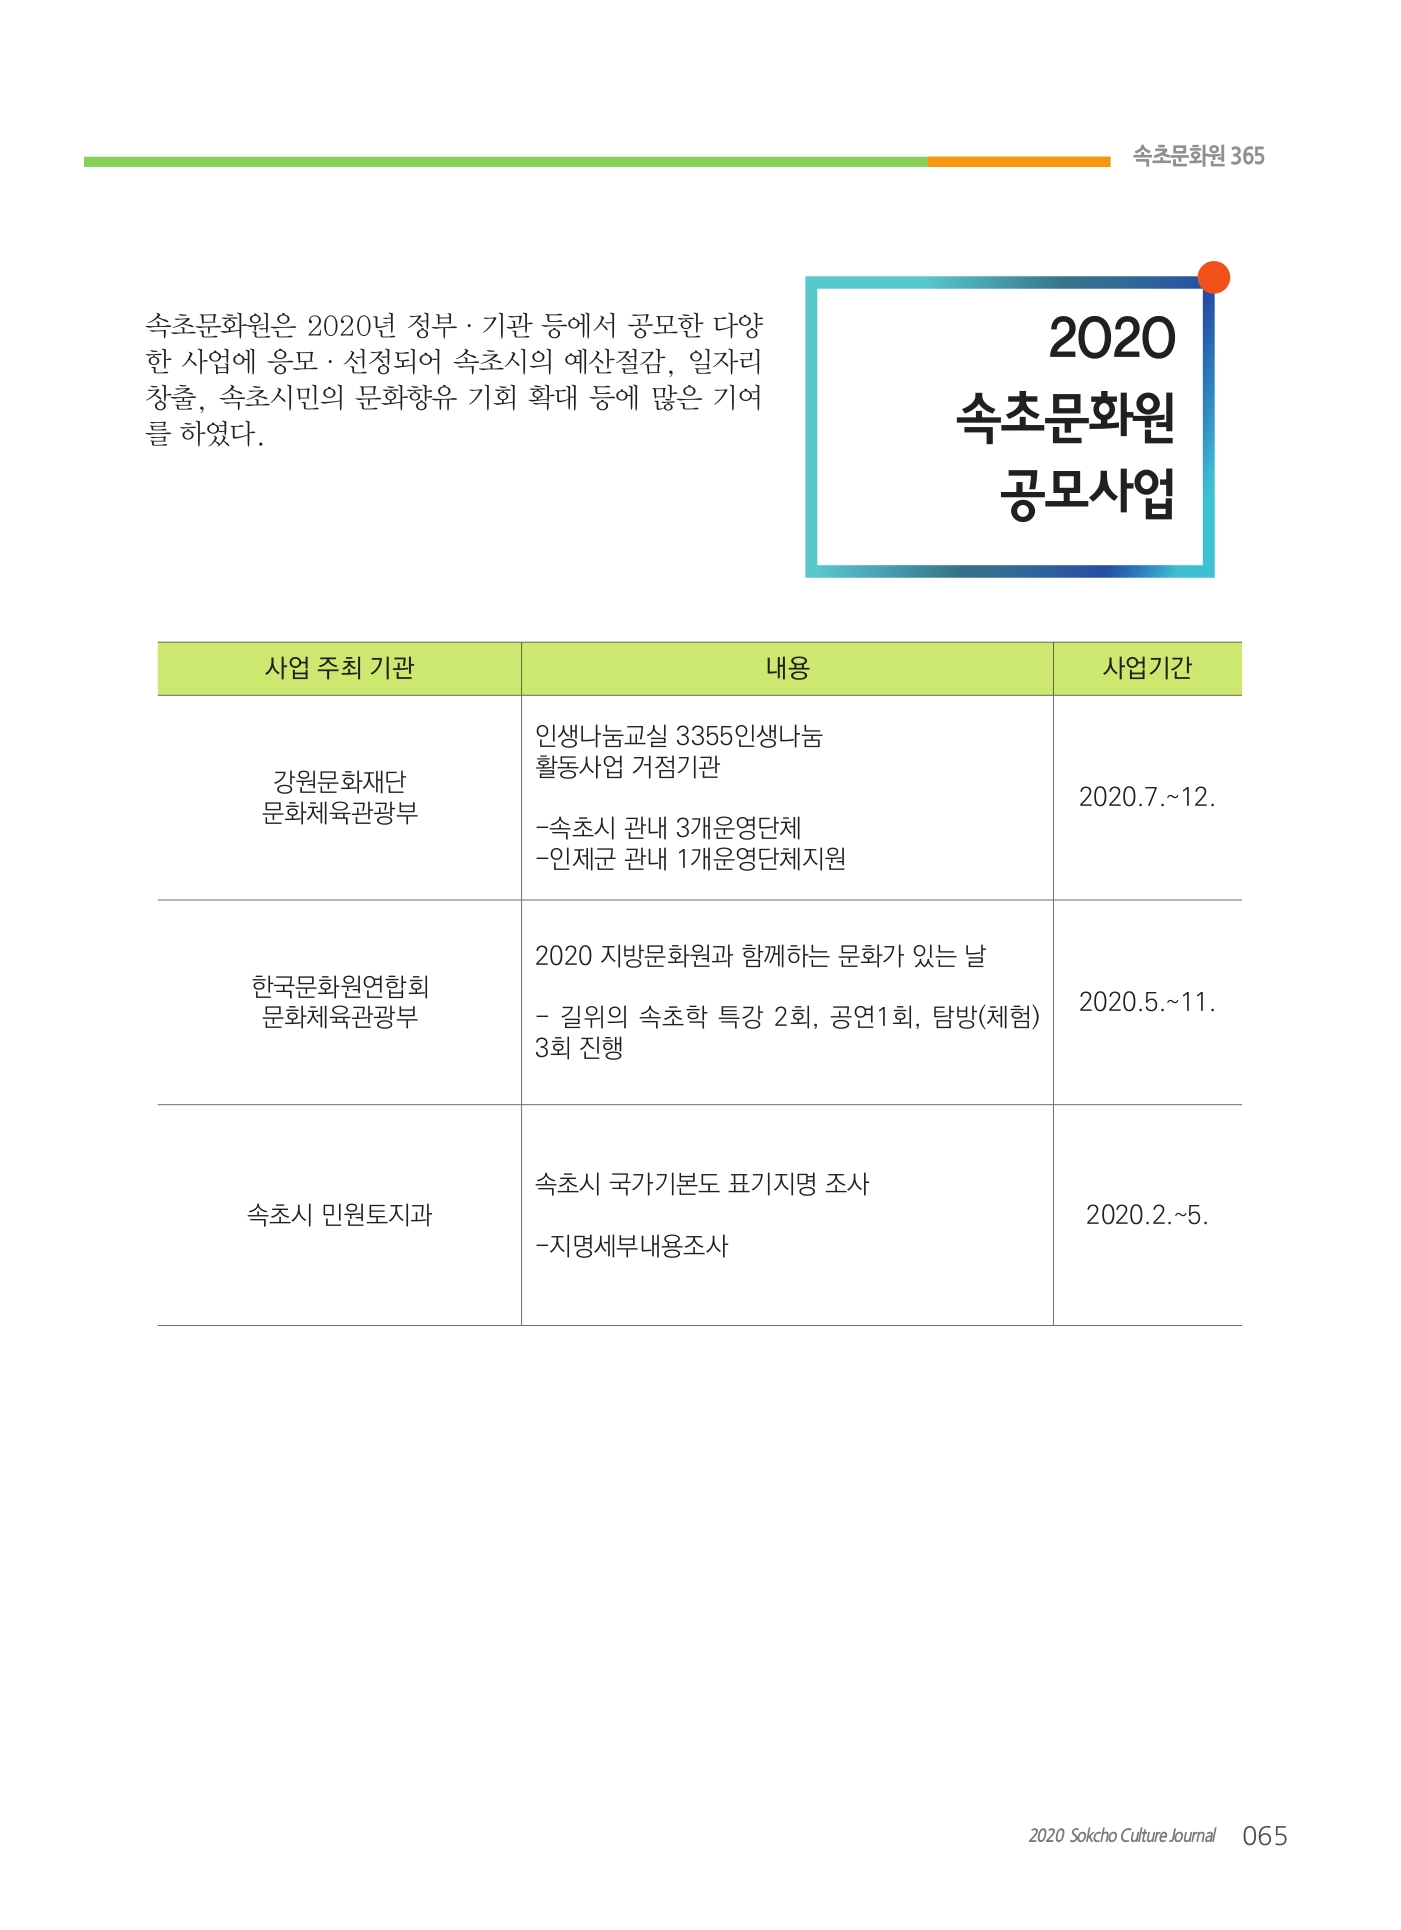 속초문화원 365
속초문화원은 2020년 정부·기관 등에서 공모한 다양
한 사업에 응모·선정되어 속초시의 예산절감, 일자리
창출, 속초시민의 문화향유 기회 확대 등에 많은 기여
를 하였다.
2020
속초문화원
공모사업
사업 주최 기관 내용 사업기간
강원문화재단
문화체육관광부
인생나눔교실 3355인생나눔
활동사업 거점기관
-속초시 관내 3개운영단체
-인제군 관내 1개운영단체지원
2020.7.~12.
한국문화원연합회
문화체육관광부
2020 지방문화원과 함께하는 문화가 있는 날
- 길위의 속초학 특강 2회, 공연1회, 탐방(체험)
3회 진행
2020.5.~11.
속초시 민원토지과
속초시 국가기본도 표기지명 조사
-지명세부내용조사
2020.2.~5.
2020 Sokcho Culture Journal 065